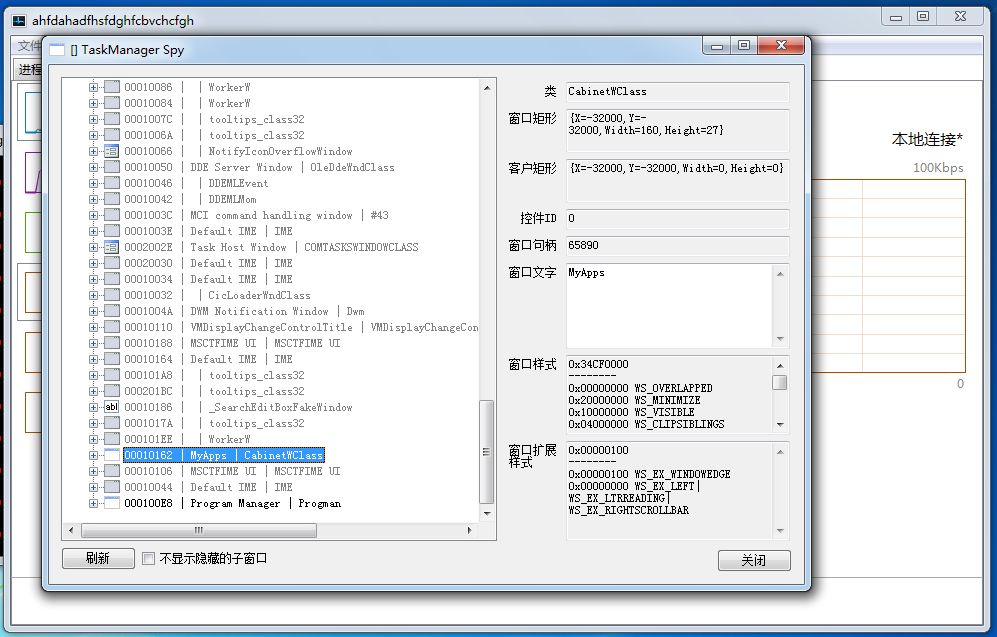 ahfdahadfhsfdghfcbvchcfgh
文件
[] TaskManager Spy
进程
00010086 | | WorkerW
00010084 | | WorkerW
0001007C | | tooltips_class32
0001006A | | tooltips_class32
00010066 | | NotifyIconOverflowWindow
00010050 | DDE Server Window | OleDdeWndClass
00010046 | | DDEMLEvent
00010042 | | DDEMLMom
0001003C | MCI command handling window | #43
0001003E | Default IME | IME
0002002E | Task Host Window | COMTASKSWINDOWCLASS
00020030 | Default IME | IME
00010034 | Default IME | IME
00010032 | | CicLoaderWndClass
0001004A | DWM Notification Window | Dwm
00010110 | VMDisplayChangeControlTitle | VMDisplayChangeCon
00010188 | MSCTFIME UI | MSCTFIME UI
00010164 | Default IME | IME
000101A8 | | tooltips_class32
000201BC | | tooltips_class32
abl 00010186 | | _SearchEditBoxFakeWindow
0001017A | | tooltips_class32
000101EE | | WorkerW
00010162 | MyApps | CabinetWClass
00010106 | MSCTFIME UI | MSCTFIME UI
00010044 | Default IME | IME
000100E8 | Program Manager | Progman
刷新
不显示隐藏的子窗口
类 CabinetWClass
窗口矩形 {X=-32000,Y=-
32000,Width=160,Height=27}
客户矩形 {X=-32000,Y=-32000,Width=0,Height=0}
控件ID 0
窗口句柄 65890
窗口文字 MyApps
窗口样式 0x34CF0000
--------
0x00000000 WS_OVERLAPPED
0x20000000 WS_MINIMIZE
0x10000000 WS_VISIBLE
0x04000000 WS_CLIPSIBLINGS
窗口扩展
样式
0x00000100
--------
0x00000100 WS_EX_WINDOWEDGE
0x00000000 WS_EX_LEFT|
WS_EX_LTRREADING|
WS_EX_RIGHTSCROLLBAR
关闭
本地连接*
100Kbps
0